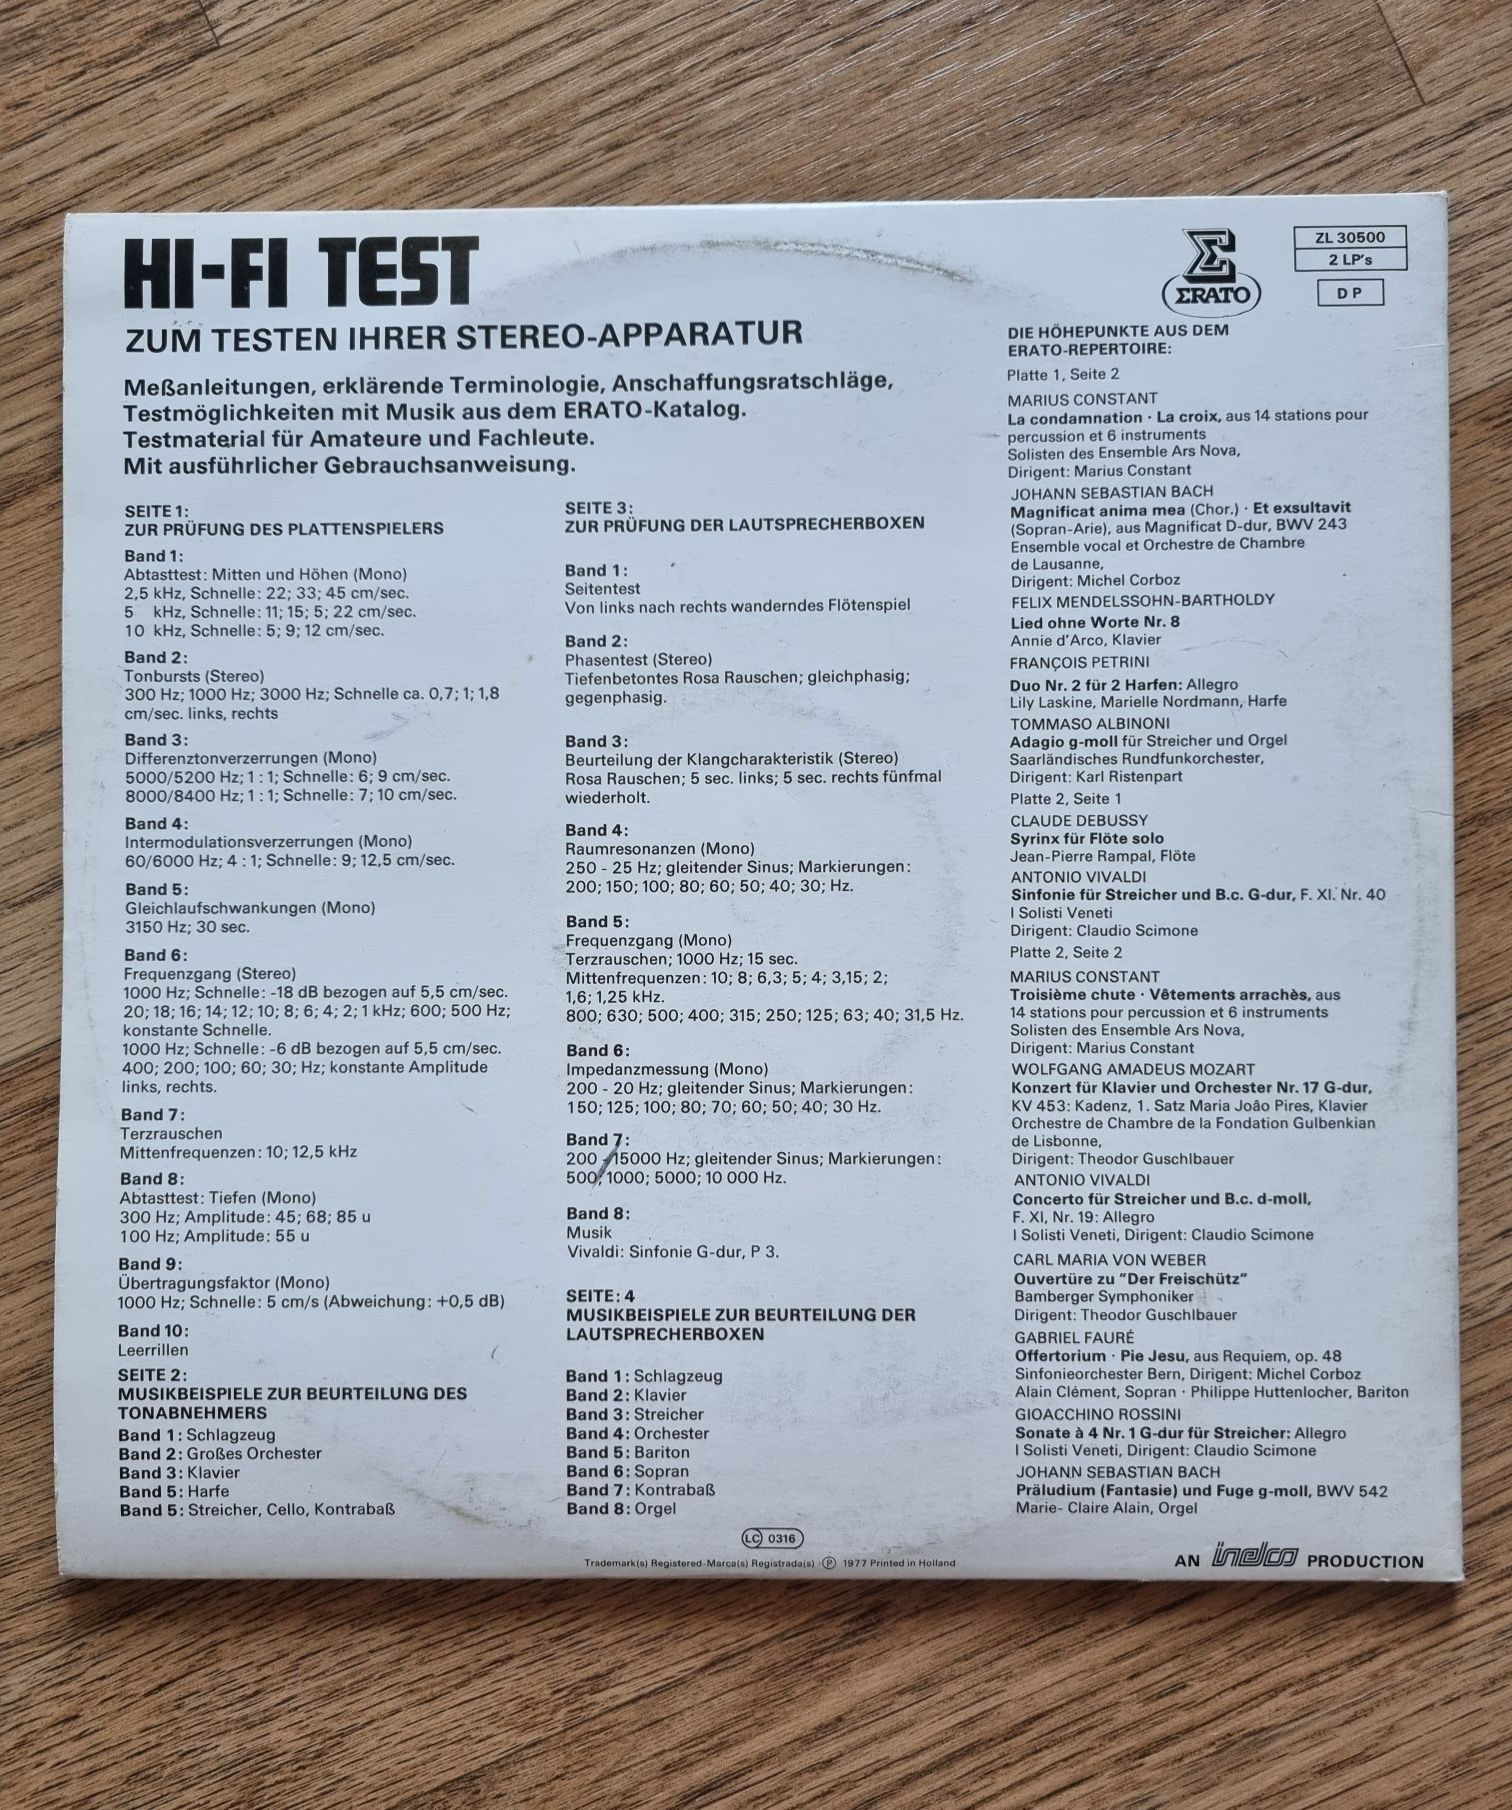 HI-FI TEST
ZUM TESTEN IHRER STEREO-APPARATUR
Meßanleitungen, erklärende Terminologie, Anschaffungsratschläge,
Testmöglichkeiten mit Musik aus dem ERATO-Katalog.
Testmaterial für Amateure und Fachleute.
Mit ausführlicher Gebrauchsanweisung.
SEITE 1:
ZUR PRÜFUNG DES PLATTENSPIELERS
Band 1:
Abtasttest: Mitten und Höhen (Mono)
2,5 kHz, Schnelle: 22; 33; 45 cm/sec.
5 kHz, Schnelle: 11; 15; 5; 22 cm/sec.
10 kHz, Schnelle: 5; 9; 12 cm/sec.
Band 2:
Tonbursts (Stereo)
300 Hz; 1000 Hz; 3000 Hz; Schnelle ca. 0,7; 1; 1,8
cm/sec. links, rechts
Band 3:
Differenztonverzerrungen (Mono)
5000/5200 Hz; 1 : 1; Schnelle: 6; 9 cm/sec.
8000/8400 Hz; 1 : 1; Schnelle: 7; 10 cm/sec.
Band 4:
Intermodulationsverzerrungen (Mono)
60/6000 Hz; 4 : 1; Schnelle: 9; 12,5 cm/sec.
Band 5:
Gleichlaufschwankungen (Mono)
3150 Hz; 30 sec.
Band 6:
Frequenzgang (Stereo)
1000 Hz; Schnelle: -18 dB bezogen auf 5,5 cm/sec.
20; 18; 16; 14; 12; 10; 8; 6; 4; 2; 1 kHz; 600; 500 Hz;
konstante Schnelle.
1000 Hz; Schnelle: -6 dB bezogen auf 5,5 cm/sec.
400; 200; 100; 60; 30; Hz; konstante Amplitude
links, rechts.
Band 7:
Terzrauschen
Mittenfrequenzen: 10; 12,5 kHz
Band 8:
Abtasttest: Tiefen (Mono)
300 Hz; Amplitude: 45; 68; 85 u
100 Hz; Amplitude: 55 u
Band 9:
Übertragungsfaktor (Mono)
1000 Hz; Schnelle: 5 cm/s (Abweichung: +0,5 dB)
Band 10:
Leerrillen
SEITE 2:
MUSIKBEISPIELE ZUR BEURTEILUNG DES
TONABNEHMERS
Band 1: Schlagzeug
Band 2: Großes Orchester
Band 3: Klavier
Band 5: Harfe
Band 5: Streicher, Cello, Kontrabaß
SEITE 3:
ZUR PRÜFUNG DER LAUTSPRECHERBOXEN
Band 1:
Seitentest
Von links nach rechts wanderndes Flötenspiel
Band 2:
Phasentest (Stereo)
Tiefenbetontes Rosa Rauschen; gleichphasig;
gegenphasig.
Band 3:
Beurteilung der Klangcharakteristik (Stereo)
Rosa Rauschen; 5 sec. links; 5 sec. rechts fünfmal
wiederholt.
Band 4:
Raumresonanzen (Mono)
250 - 25 Hz; gleitender Sinus; Markierungen:
200; 150; 100; 80; 60; 50; 40; 30; Hz.
Band 5:
Frequenzgang (Mono)
Terzrauschen; 1000 Hz; 15 sec.
Mittenfrequenzen: 10; 8; 6,3; 5; 4; 3,15; 2;
1,6; 1,25 kHz.
800; 630; 500; 400; 315; 250; 125; 63; 40; 31,5 Hz.
Band 6:
Impedanzmessung (Mono)
200 - 20 Hz; gleitender Sinus; Markierungen:
150; 125; 100; 80; 70; 60; 50; 40; 30 Hz.
Band 7:
200 - 15000 Hz; gleitender Sinus; Markierungen:
500; 1000; 5000; 10 000 Hz.
Band 8:
Musik
Vivaldi: Sinfonie G-dur, P 3.
SEITE: 4
MUSIKBEISPIELE ZUR BEURTEILUNG DER
LAUTSPRECHERBOXEN
Band 1: Schlagzeug
Band 2: Klavier
Band 3: Streicher
Band 4: Orchester
Band 5: Bariton
Band 6: Sopran
Band 7: Kontrabaß
Band 8: Orgel
ERATO
ZL 30500
2 LP's
D P
DIE HÖHEPUNKTE AUS DEM
ERATO-REPERTOIRE:
Platte 1, Seite 2
MARIUS CONSTANT
La condamnation · La croix, aus 14 stations pour
percussion et 6 instruments
Solisten des Ensemble Ars Nova,
Dirigent: Marius Constant
JOHANN SEBASTIAN BACH
Magnificat anima mea (Chor.) · Et exsultavit
(Sopran-Arie), aus Magnificat D-dur, BWV 243
Ensemble vocal et Orchestre de Chambre
de Lausanne,
Dirigent: Michel Corboz
FELIX MENDELSSOHN-BARTHOLDY
Lied ohne Worte Nr. 8
Annie d'Arco, Klavier
FRANÇOIS PETRINI
Duo Nr. 2 für 2 Harfen: Allegro
Lily Laskine, Marielle Nordmann, Harfe
TOMMASO ALBINONI
Adagio g-moll für Streicher und Orgel
Saarländisches Rundfunkorchester,
Dirigent: Karl Ristenpart
Platte 2, Seite 1
CLAUDE DEBUSSY
Syrinx für Flöte solo
Jean-Pierre Rampal, Flöte
ANTONIO VIVALDI
Sinfonie für Streicher und B.c. G-dur, F. XI. Nr. 40
I Solisti Veneti
Dirigent: Claudio Scimone
Platte 2, Seite 2
MARIUS CONSTANT
Troisième chute · Vêtements arrachès, aus
14 stations pour percussion et 6 instruments
Solisten des Ensemble Ars Nova,
Dirigent: Marius Constant
WOLFGANG AMADEUS MOZART
Konzert für Klavier und Orchester Nr. 17 G-dur,
KV 453: Kadenz, 1. Satz Maria Joâo Pires, Klavier
Orchestre de Chambre de la Fondation Gulbenkian
de Lisbonne,
Dirigent: Theodor Guschlbauer
ANTONIO VIVALDI
Concerto für Streicher und B.c. d-moll,
F. XI, Nr. 19: Allegro
I Solisti Veneti, Dirigent: Claudio Scimone
CARL MARIA VON WEBER
Ouvertüre zu "Der Freischütz"
Bamberger Symphoniker
Dirigent: Theodor Guschlbauer
GABRIEL FAURÉ
Offertorium · Pie Jesu, aus Requiem, op. 48
Sinfonieorchester Bern, Dirigent: Michel Corboz
Alain Clément, Sopran · Philippe Huttenlocher, Bariton
GIOACCHINO ROSSINI
Sonate à 4 Nr. 1 G-dur für Streicher: Allegro
I Solisti Veneti, Dirigent: Claudio Scimone
JOHANN SEBASTIAN BACH
Präludium (Fantasie) und Fuge g-moll, BWV 542
Marie- Claire Alain, Orgel
LC 0316
Trademark(s) Registered-Marca(s) Registrada(s) · ℗ 1977 Printed in Holland
AN indco PRODUCTION